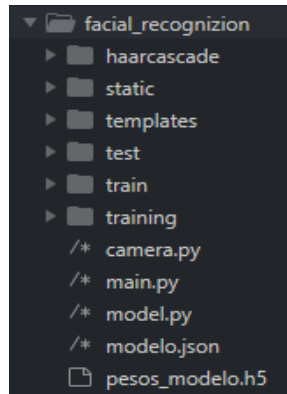 facial_recognizion
haarcascade
static
templates
test
train
training
/* camera.py
/* main.py
/* model.py
/* modelo.json
pesos_modelo.h5